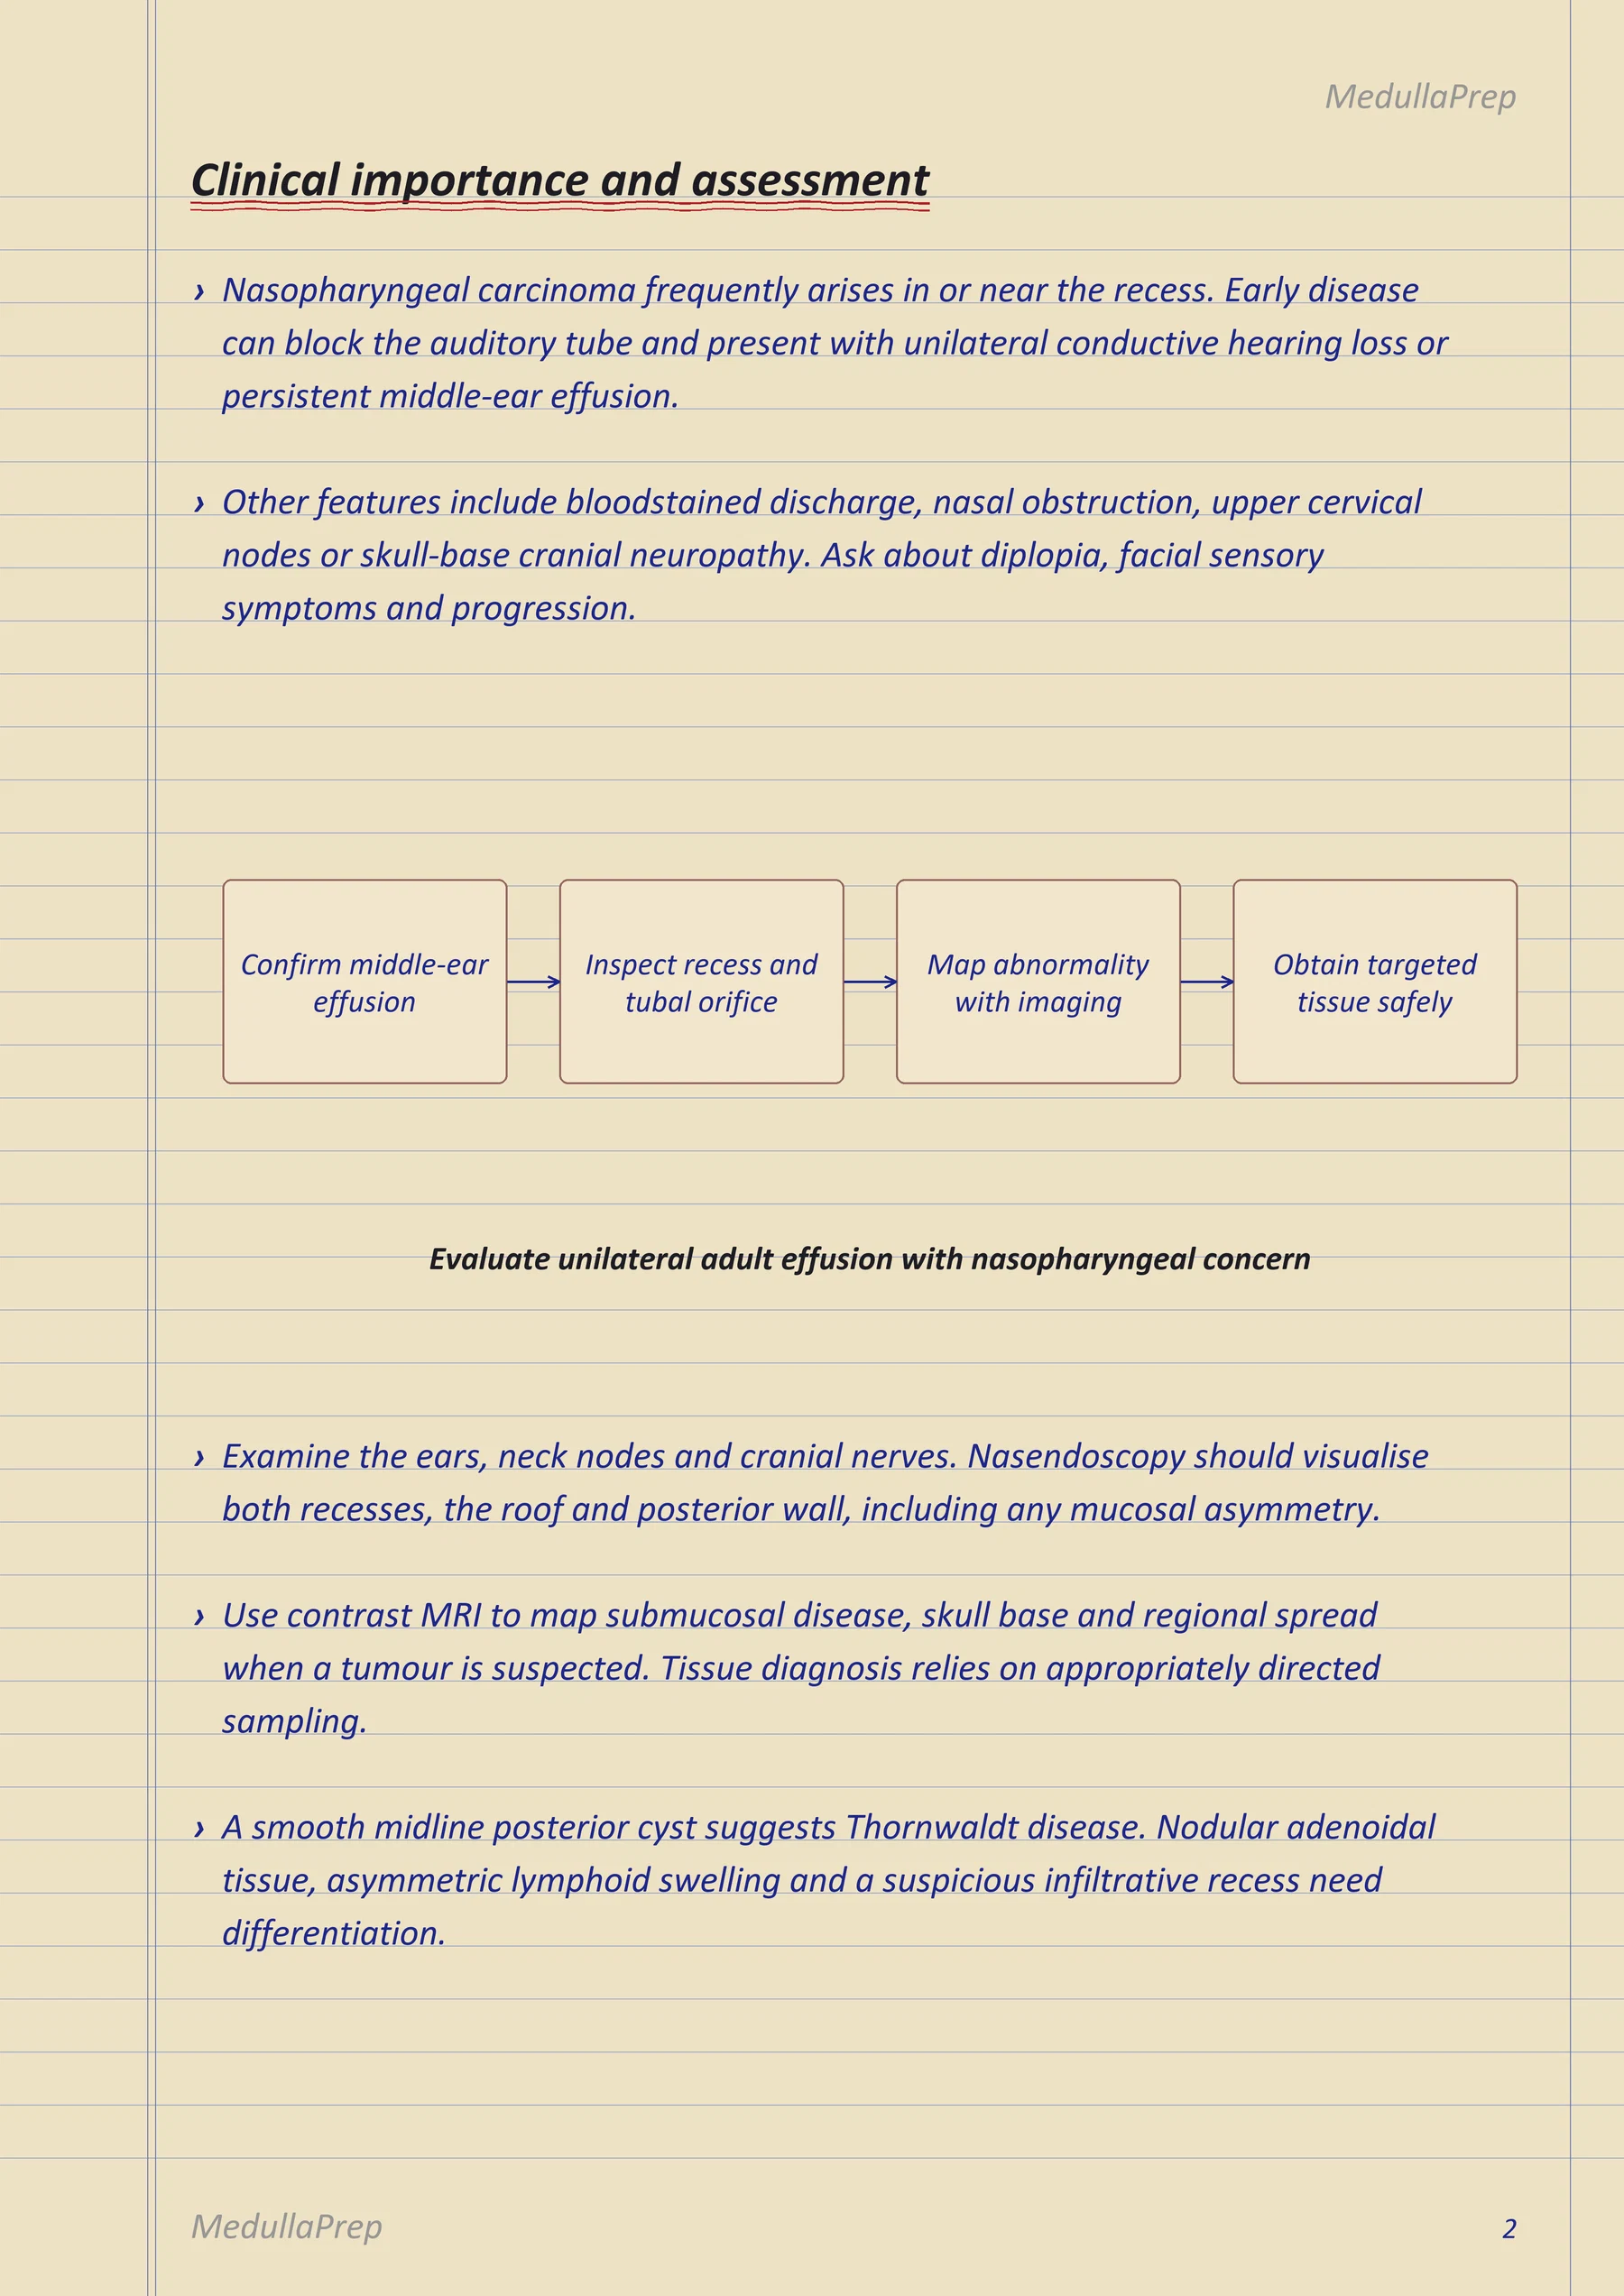 MedullaPrep
Clinical importance and assessment
› Nasopharyngeal carcinoma frequently arises in or near the recess. Early disease
can block the auditory tube and present with unilateral conductive hearing loss or
persistent middle-ear effusion.
› Other features include bloodstained discharge, nasal obstruction, upper cervical
nodes or skull-base cranial neuropathy. Ask about diplopia, facial sensory
symptoms and progression.
Confirm middle-ear
effusion
Inspect recess and
tubal orifice
Map abnormality
with imaging
Obtain targeted
tissue safely
Evaluate unilateral adult effusion with nasopharyngeal concern
› Examine the ears, neck nodes and cranial nerves. Nasendoscopy should visualise
both recesses, the roof and posterior wall, including any mucosal asymmetry.
› Use contrast MRI to map submucosal disease, skull base and regional spread
when a tumour is suspected. Tissue diagnosis relies on appropriately directed
sampling.
› A smooth midline posterior cyst suggests Thornwaldt disease. Nodular adenoidal
tissue, asymmetric lymphoid swelling and a suspicious infiltrative recess need
differentiation.
MedullaPrep
2